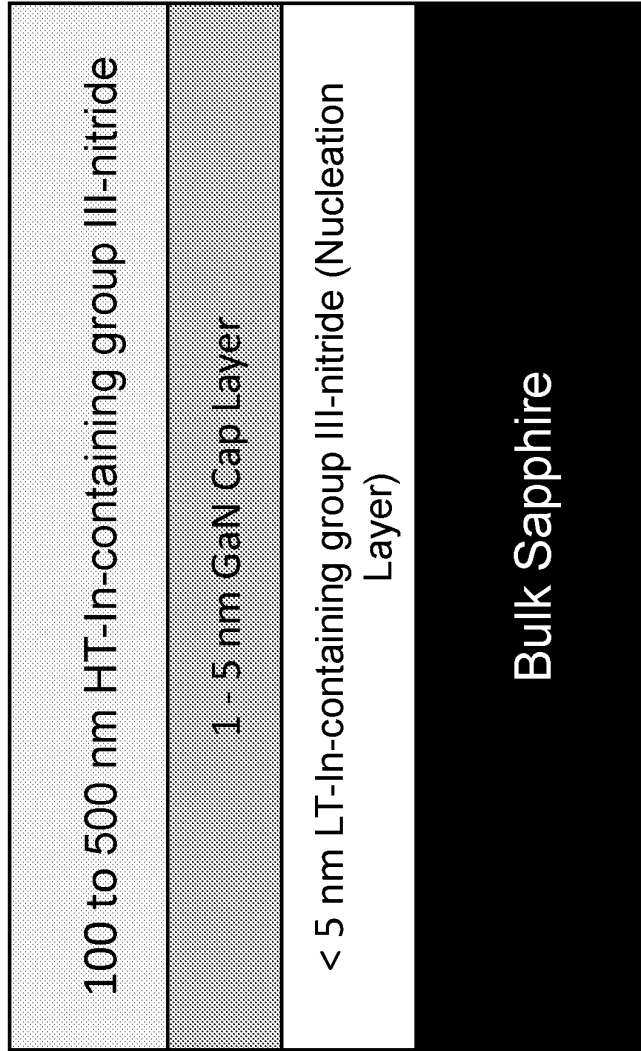 100 to 500 nm HT-In-containing group III-nitride
1 - 5 nm GaN Cap Layer
< 5 nm LT-In-containing group III-nitride (Nucleation
Layer)
Bulk Sapphire